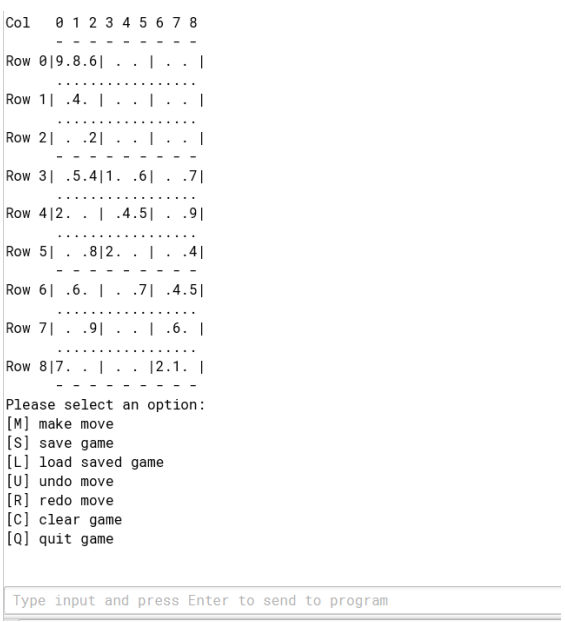 Col   0 1 2 3 4 5 6 7 8
      - - - - - - - - -
Row 0|9.8.6| . . | . . |
      .................
Row 1| .4. | . . | . . |
      .................
Row 2| . .2| . . | . . |
      - - - - - - - - -
Row 3| .5.4|1. .6| . .7|
      .................
Row 4|2. . | .4.5| . .9|
      .................
Row 5| . .8|2. . | . .4|
      - - - - - - - - -
Row 6| .6. | . .7| .4.5|
      .................
Row 7| . .9| . . | .6. |
      .................
Row 8|7. . | . . |2.1. |
      - - - - - - - - -
Please select an option:
[M] make move
[S] save game
[L] load saved game
[U] undo move
[R] redo move
[C] clear game
[Q] quit game
Type input and press Enter to send to program